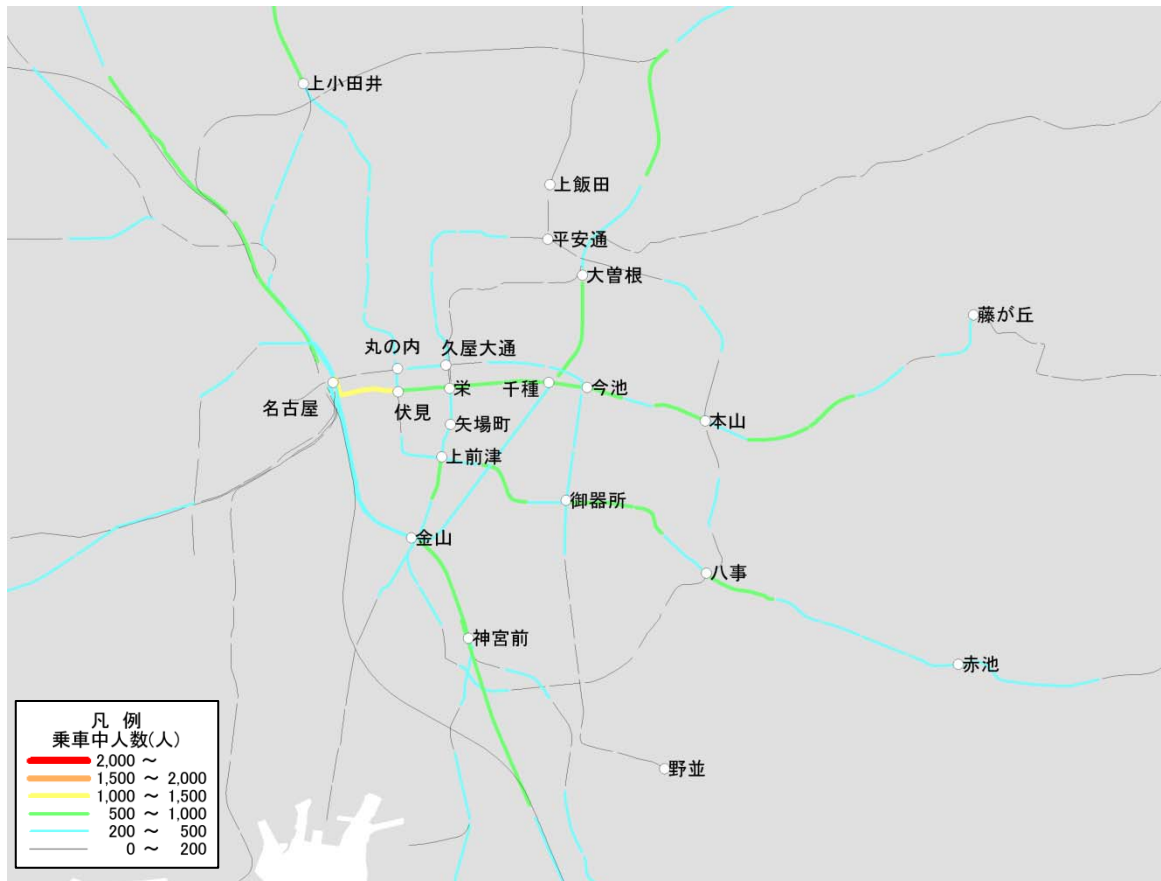 上小田井
上飯田
平安通
大曽根
藤が丘
丸の内
久屋大通
名古屋
伏見
栄
千種
今池
本山
矢場町
上前津
御器所
金山
八事
神宮前
赤池
野並
凡 例
乗車中人数(人)
2,000 ～
1,500 ～ 2,000
1,000 ～ 1,500
500 ～ 1,000
200 ～ 500
0 ～ 200